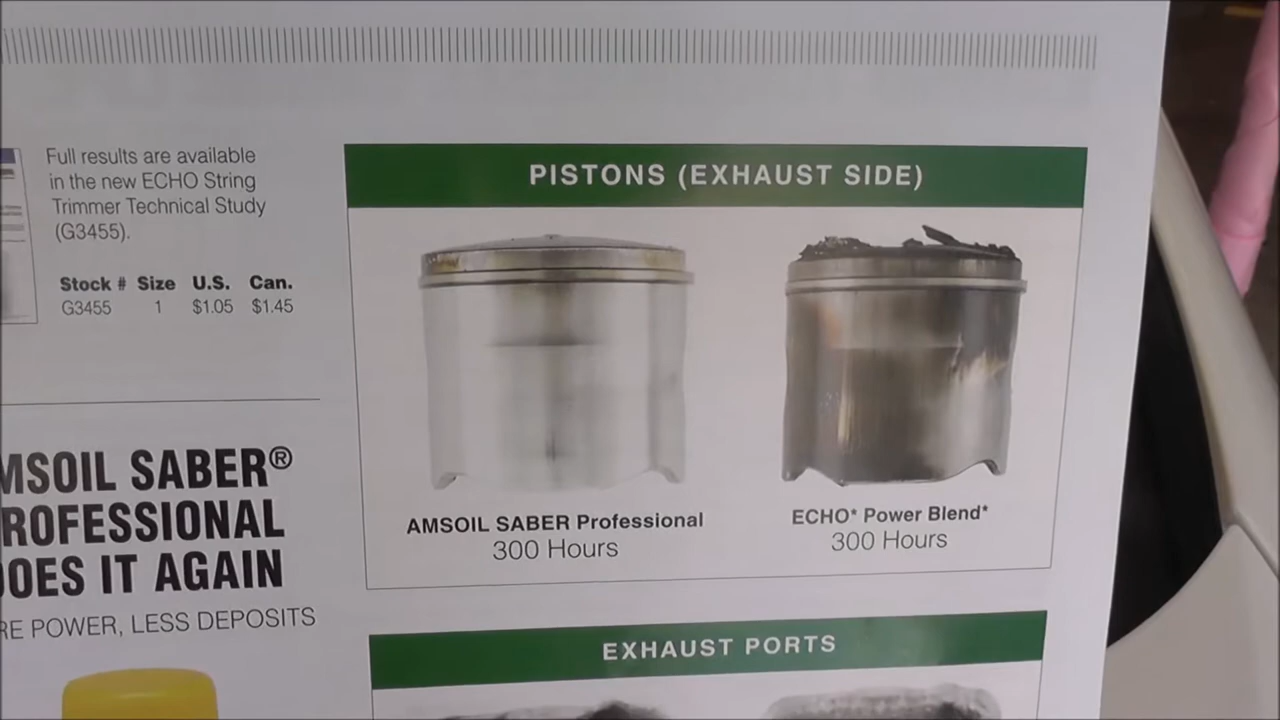 Full results are available
in the new ECHO String
Trimmer Technical Study
(G3455).
Stock # Size U.S. Can.
G3455 1 $1.05 $1.45
MSOIL SABER®
ROFESSIONAL
DOES IT AGAIN
RE POWER, LESS DEPOSITS
PISTONS (EXHAUST SIDE)
AMSOIL SABER Professional
300 Hours
ECHO* Power Blend*
300 Hours
EXHAUST PORTS